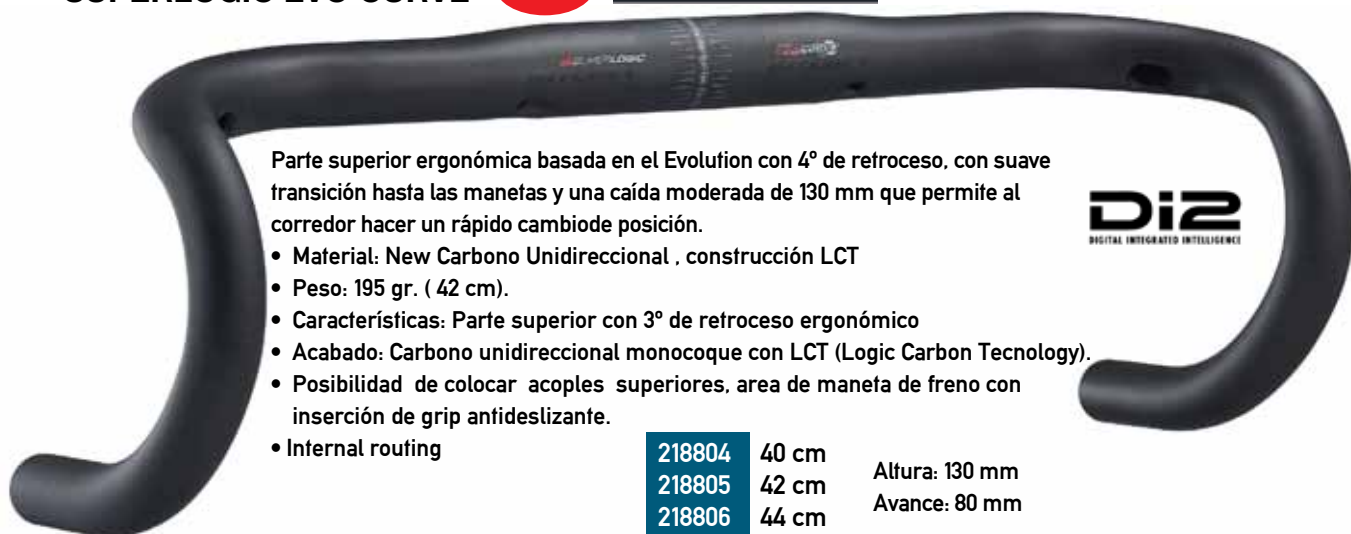 SUPERLOGIC EVO CURVE
Parte superior ergonómica basada en el Evolution con 4º de retroceso, con suave
transición hasta las manetas y una caída moderada de 130 mm que permite al
corredor hacer un rápido cambiode posición.
• Material: New Carbono Unidireccional , construcción LCT
• Peso: 195 gr. ( 42 cm).
• Características: Parte superior con 3º de retroceso ergonómico
• Acabado: Carbono unidireccional monocoque con LCT (Logic Carbon Tecnology).
• Posibilidad de colocar acoples superiores, area de maneta de freno con
inserción de grip antideslizante.
• Internal routing
Di2
DIGITAL INTEGRATED INTELLIGENCE
218804 40 cm
218805 42 cm
218806 44 cm
Altura: 130 mm
Avance: 80 mm